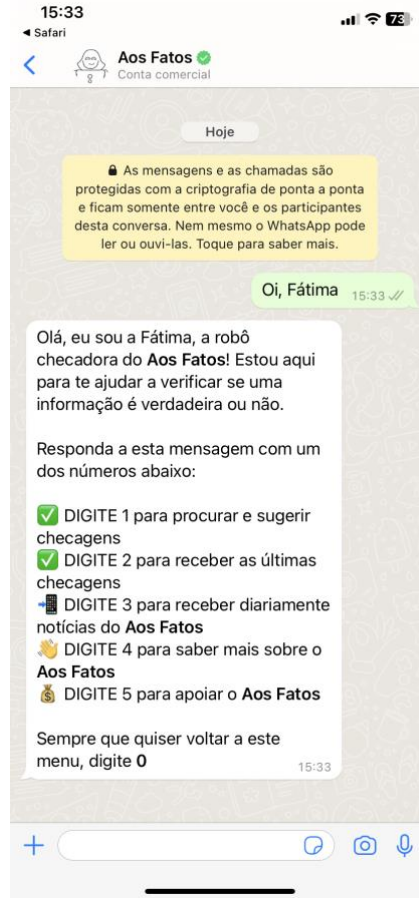 15:33
73
◀ Safari
Aos Fatos
Conta comercial
Hoje
🔒 As mensagens e as chamadas são
protegidas com a criptografia de ponta a ponta
e ficam somente entre você e os participantes
desta conversa. Nem mesmo o WhatsApp pode
ler ou ouvi-las. Toque para saber mais.
Oi, Fátima 15:33
Olá, eu sou a Fátima, a robô
checadora do Aos Fatos! Estou aqui
para te ajudar a verificar se uma
informação é verdadeira ou não.
Responda a esta mensagem com um
dos números abaixo:
✅ DIGITE 1 para procurar e sugerir
checagens
✅ DIGITE 2 para receber as últimas
checagens
📲 DIGITE 3 para receber diariamente
notícias do Aos Fatos
👋 DIGITE 4 para saber mais sobre o
Aos Fatos
💰 DIGITE 5 para apoiar o Aos Fatos
Sempre que quiser voltar a este
menu, digite 0
15:33